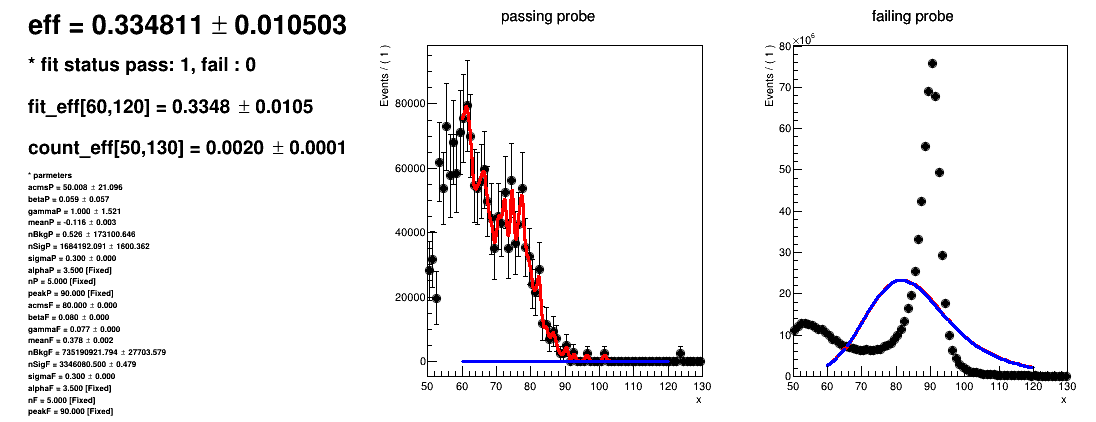 eff = 0.334811 ± 0.010503
* fit status pass: 1, fail : 0
fit_eff[60,120] = 0.3348 ± 0.0105
count_eff[50,130] = 0.0020 ± 0.0001
* parmeters
acmsP = 50.008 ± 21.096
betaP = 0.059 ± 0.057
gammaP = 1.000 ± 1.521
meanP = -0.116 ± 0.003
nBkgP = 0.526 ± 173100.646
nSigP = 1684192.091 ± 1600.362
sigmaP = 0.300 ± 0.000
alphaP = 3.500 [Fixed]
nP = 5.000 [Fixed]
peakP = 90.000 [Fixed]
acmsF = 80.000 ± 0.000
betaF = 0.080 ± 0.000
gammaF = 0.077 ± 0.000
meanF = 0.378 ± 0.002
nBkgF = 735190921.794 ± 27703.579
nSigF = 3346080.500 ± 0.479
sigmaF = 0.300 ± 0.000
alphaF = 3.500 [Fixed]
nF = 5.000 [Fixed]
peakF = 90.000 [Fixed]
passing probe
Events / ( 1 )
80000
60000
40000
20000
0
50 60 70 80 90 100 110 120 130
x
failing probe
×10⁶
Events / ( 1 )
80
70
60
50
40
30
20
10
0
50 60 70 80 90 100 110 120 130
x